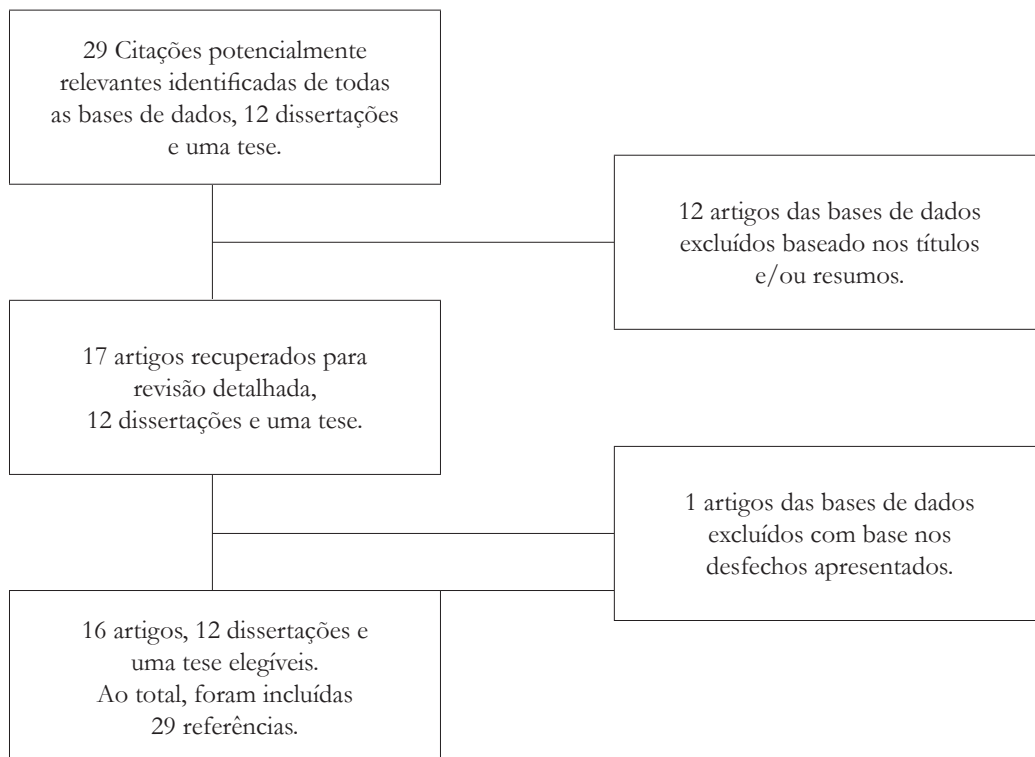 29 Citações potencialmente
relevantes identificadas de todas
as bases de dados, 12 dissertações
e uma tese.
12 artigos das bases de dados
excluídos baseado nos títulos
e/ou resumos.
17 artigos recuperados para
revisão detalhada,
12 dissertações e uma tese.
1 artigos das bases de dados
excluídos com base nos
desfechos apresentados.
16 artigos, 12 dissertações e
uma tese elegíveis.
Ao total, foram incluídas
29 referências.